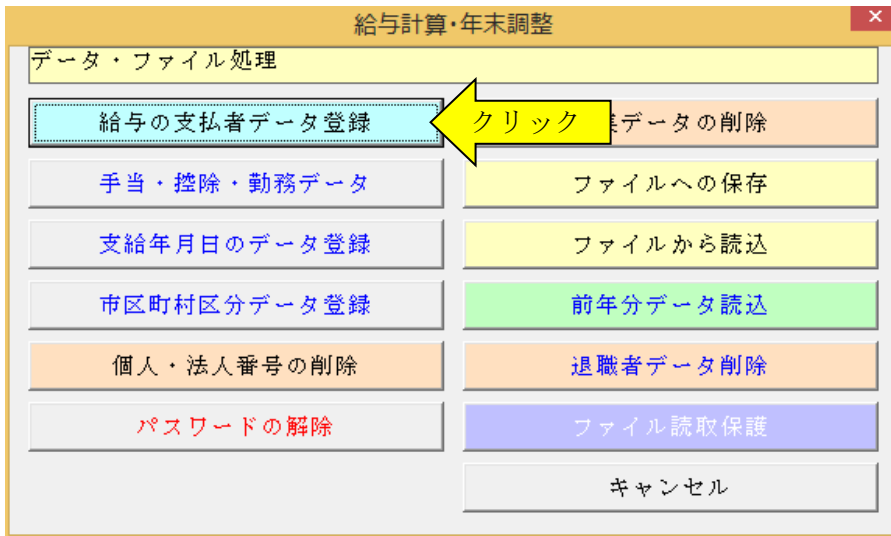 給与計算・年末調整
データ・ファイル処理
給与の支払者データ登録
クリック
データの削除
手当・控除・勤務データ
ファイルへの保存
支給年月日のデータ登録
ファイルから読込
市区町村区分データ登録
前年分データ読込
個人・法人番号の削除
退職者データ削除
パスワードの解除
ファイル読取保護
キャンセル